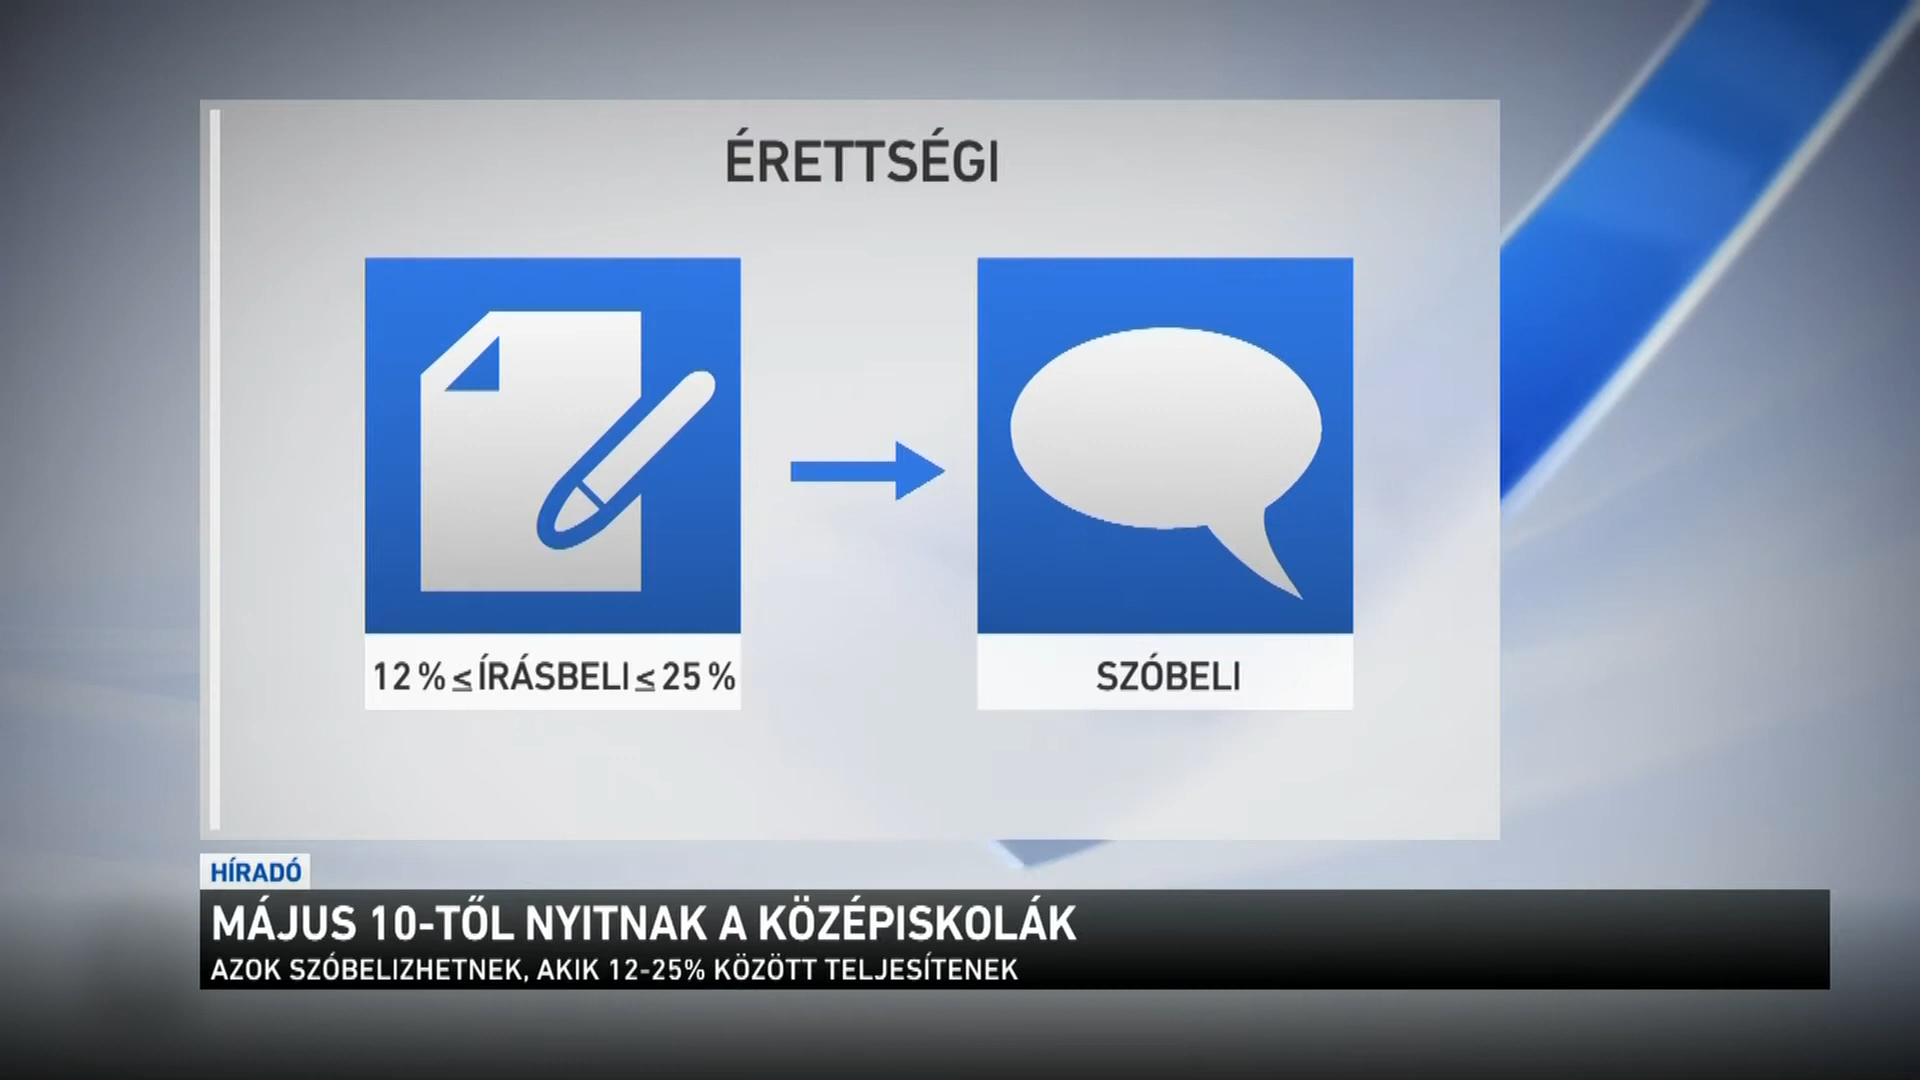 ÉRETTSÉGI
12 % ≤ ÍRÁSBELI ≤ 25 %
SZÓBELI
HÍRADÓ
MÁJUS 10-TŐL NYITNAK A KÖZÉPISKOLÁK
AZOK SZÓBELIZHETNEK, AKIK 12-25% KÖZÖTT TELJESÍTENEK